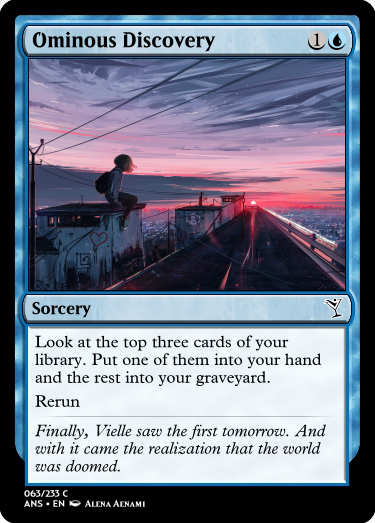 Ominous Discovery
1
Sorcery
Look at the top three cards of your
library. Put one of them into your hand
and the rest into your graveyard.
Rerun
Finally, Vielle saw the first tomorrow. And
with it came the realization that the world
was doomed.
063/233 C
ANS • EN Alena Aenami